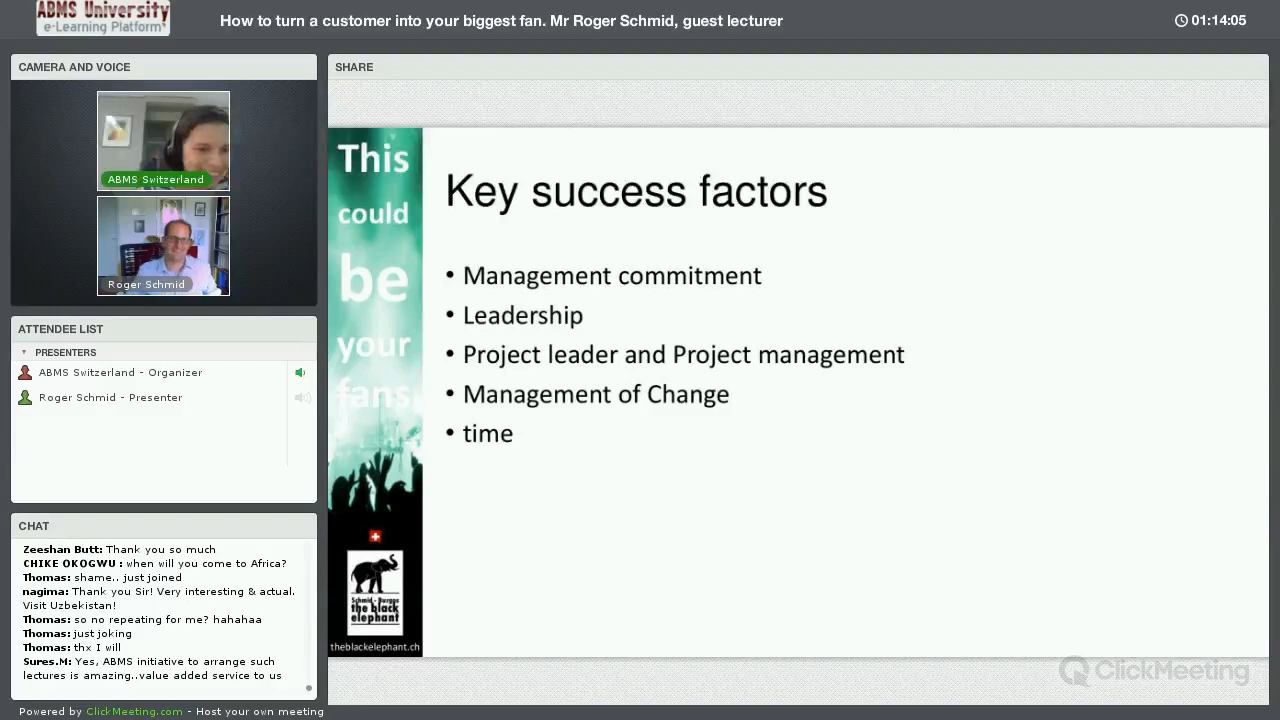 ABMS University
e-Learning Platform
How to turn a customer into your biggest fan. Mr Roger Schmid, guest lecturer
01:14:05
CAMERA AND VOICE
ABMS Switzerland
Roger Schmid
ATTENDEE LIST
PRESENTERS
ABMS Switzerland - Organizer
Roger Schmid - Presenter
CHAT
Zeeshan Butt: Thank you so much
CHIKE OKOGWU : when will you come to Africa?
Thomas: shame.. just joined
nagima: Thank you Sir! Very interesting & actual.
Visit Uzbekistan!
Thomas: so no repeating for me? hahahaa
Thomas: just joking
Thomas: thx I will
Sures.M: Yes, ABMS initiative to arrange such
lectures is amazing..value added service to us
Powered by ClickMeeting.com - Host your own meeting
SHARE
This
could
be
your
fans
Schmid - Burggs
the black
elephant
theblackelephant.ch
Key success factors
• Management commitment
• Leadership
• Project leader and Project management
• Management of Change
• time
ClickMeeting